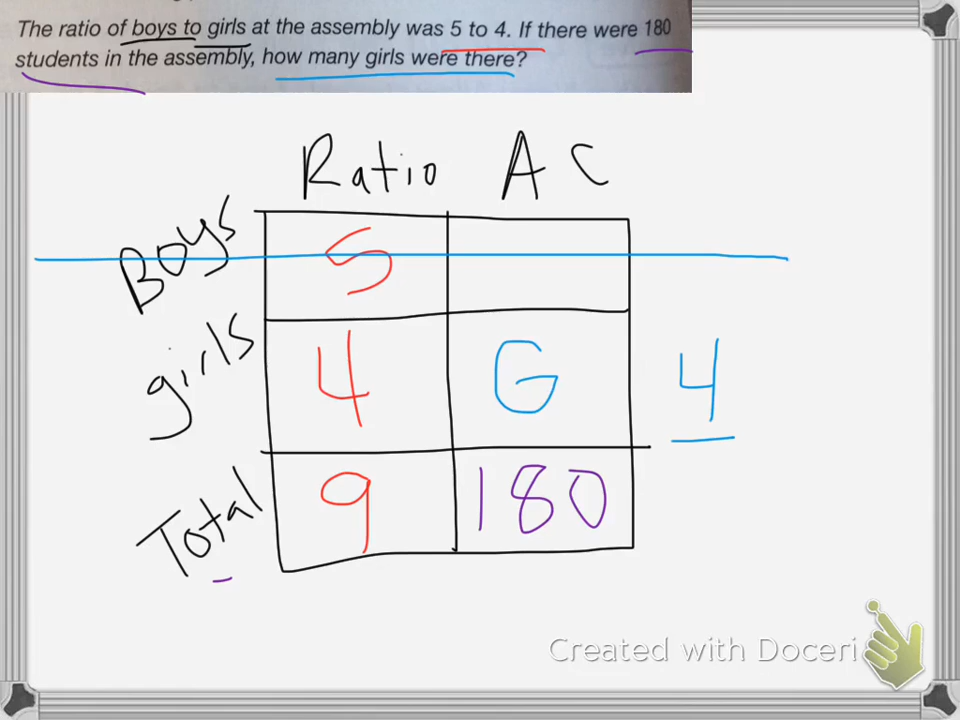 The ratio of boys to girls at the assembly was 5 to 4. If there were 180
students in the assembly, how many girls were there?
Ratio AC
Boys 5
girls 4 G 4
Total 9 180
Created with Doceri